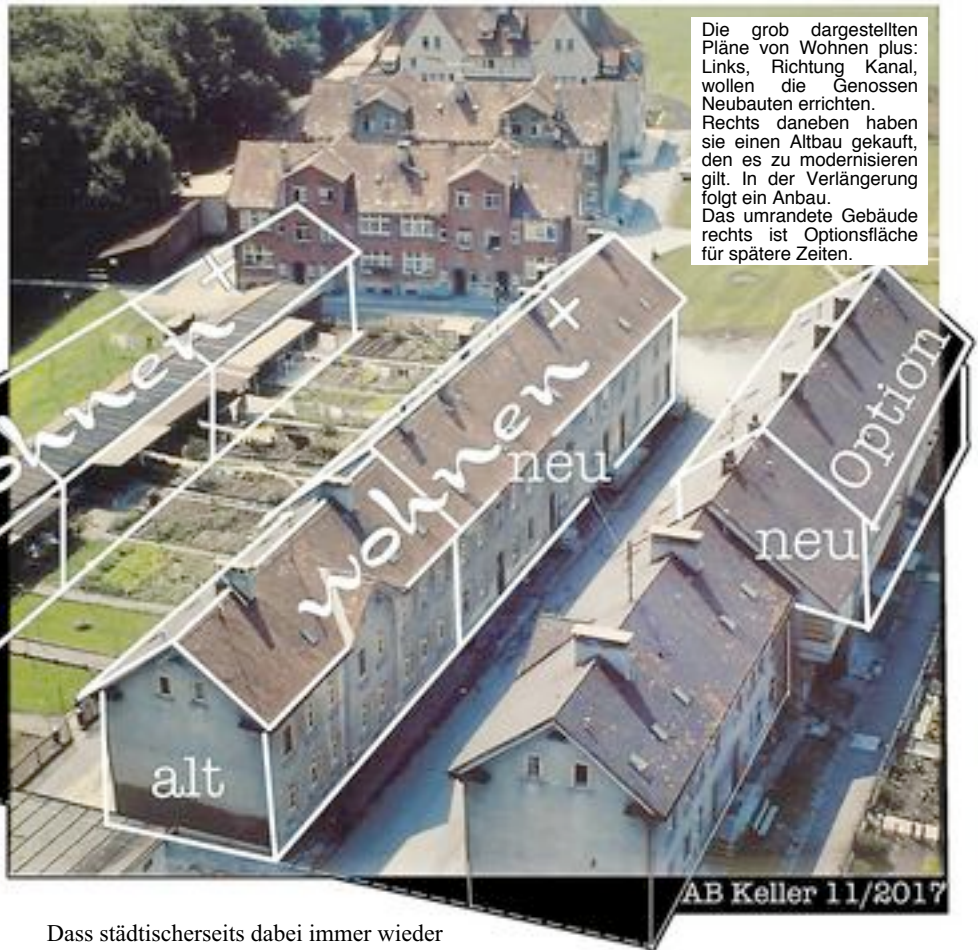 Die grob dargestellten
Pläne von Wohnen plus:
Links, Richtung Kanal,
wollen die Genossen
Neubauten errichten.
Rechts daneben haben
sie einen Altbau gekauft,
den es zu modernisieren
gilt. In der Verlängerung
folgt ein Anbau.
Das umrandete Gebäude
rechts ist Optionsfläche
für spätere Zeiten.
ohnen +
wohnen +
neu
Option
neu
alt
AB Keller 11/2017
Dass städtischerseits dabei immer wieder